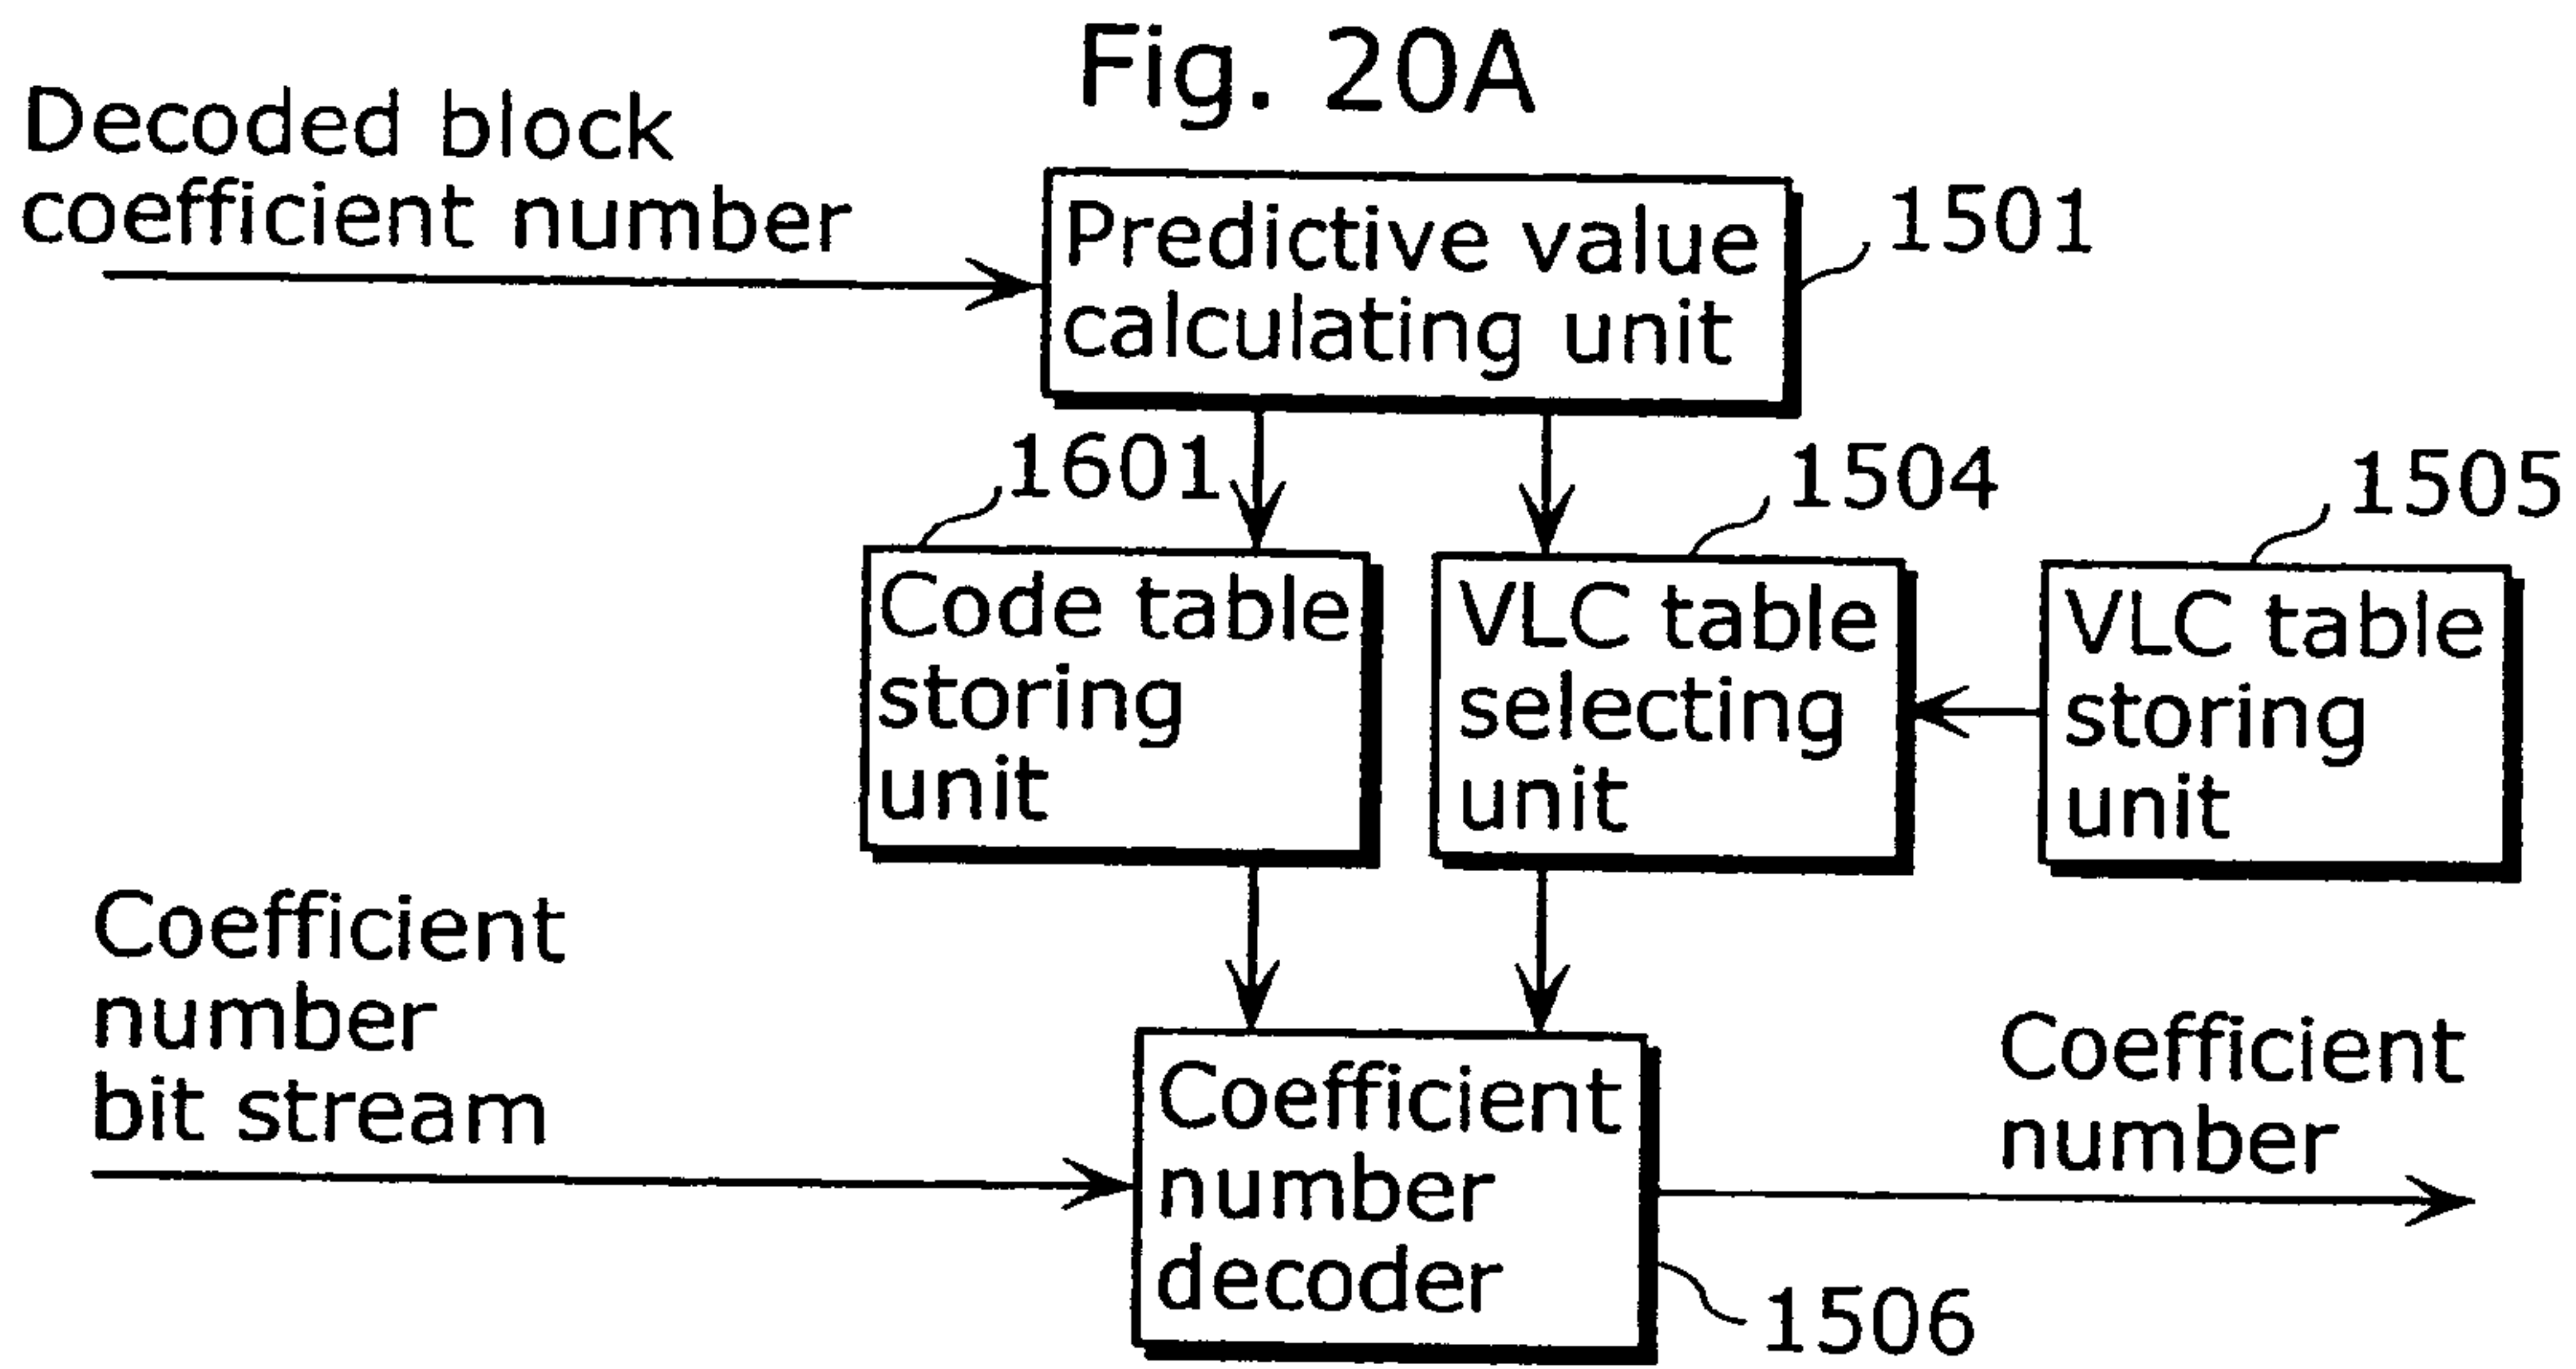 Fig. 20A
Decoded block
coefficient number
Predictive value
calculating unit
1501
1601
1504
1505
Code table
storing
unit
VLC table
selecting
unit
VLC table
storing
unit
Coefficient
number
bit stream
Coefficient
number
decoder
Coefficient
number
1506